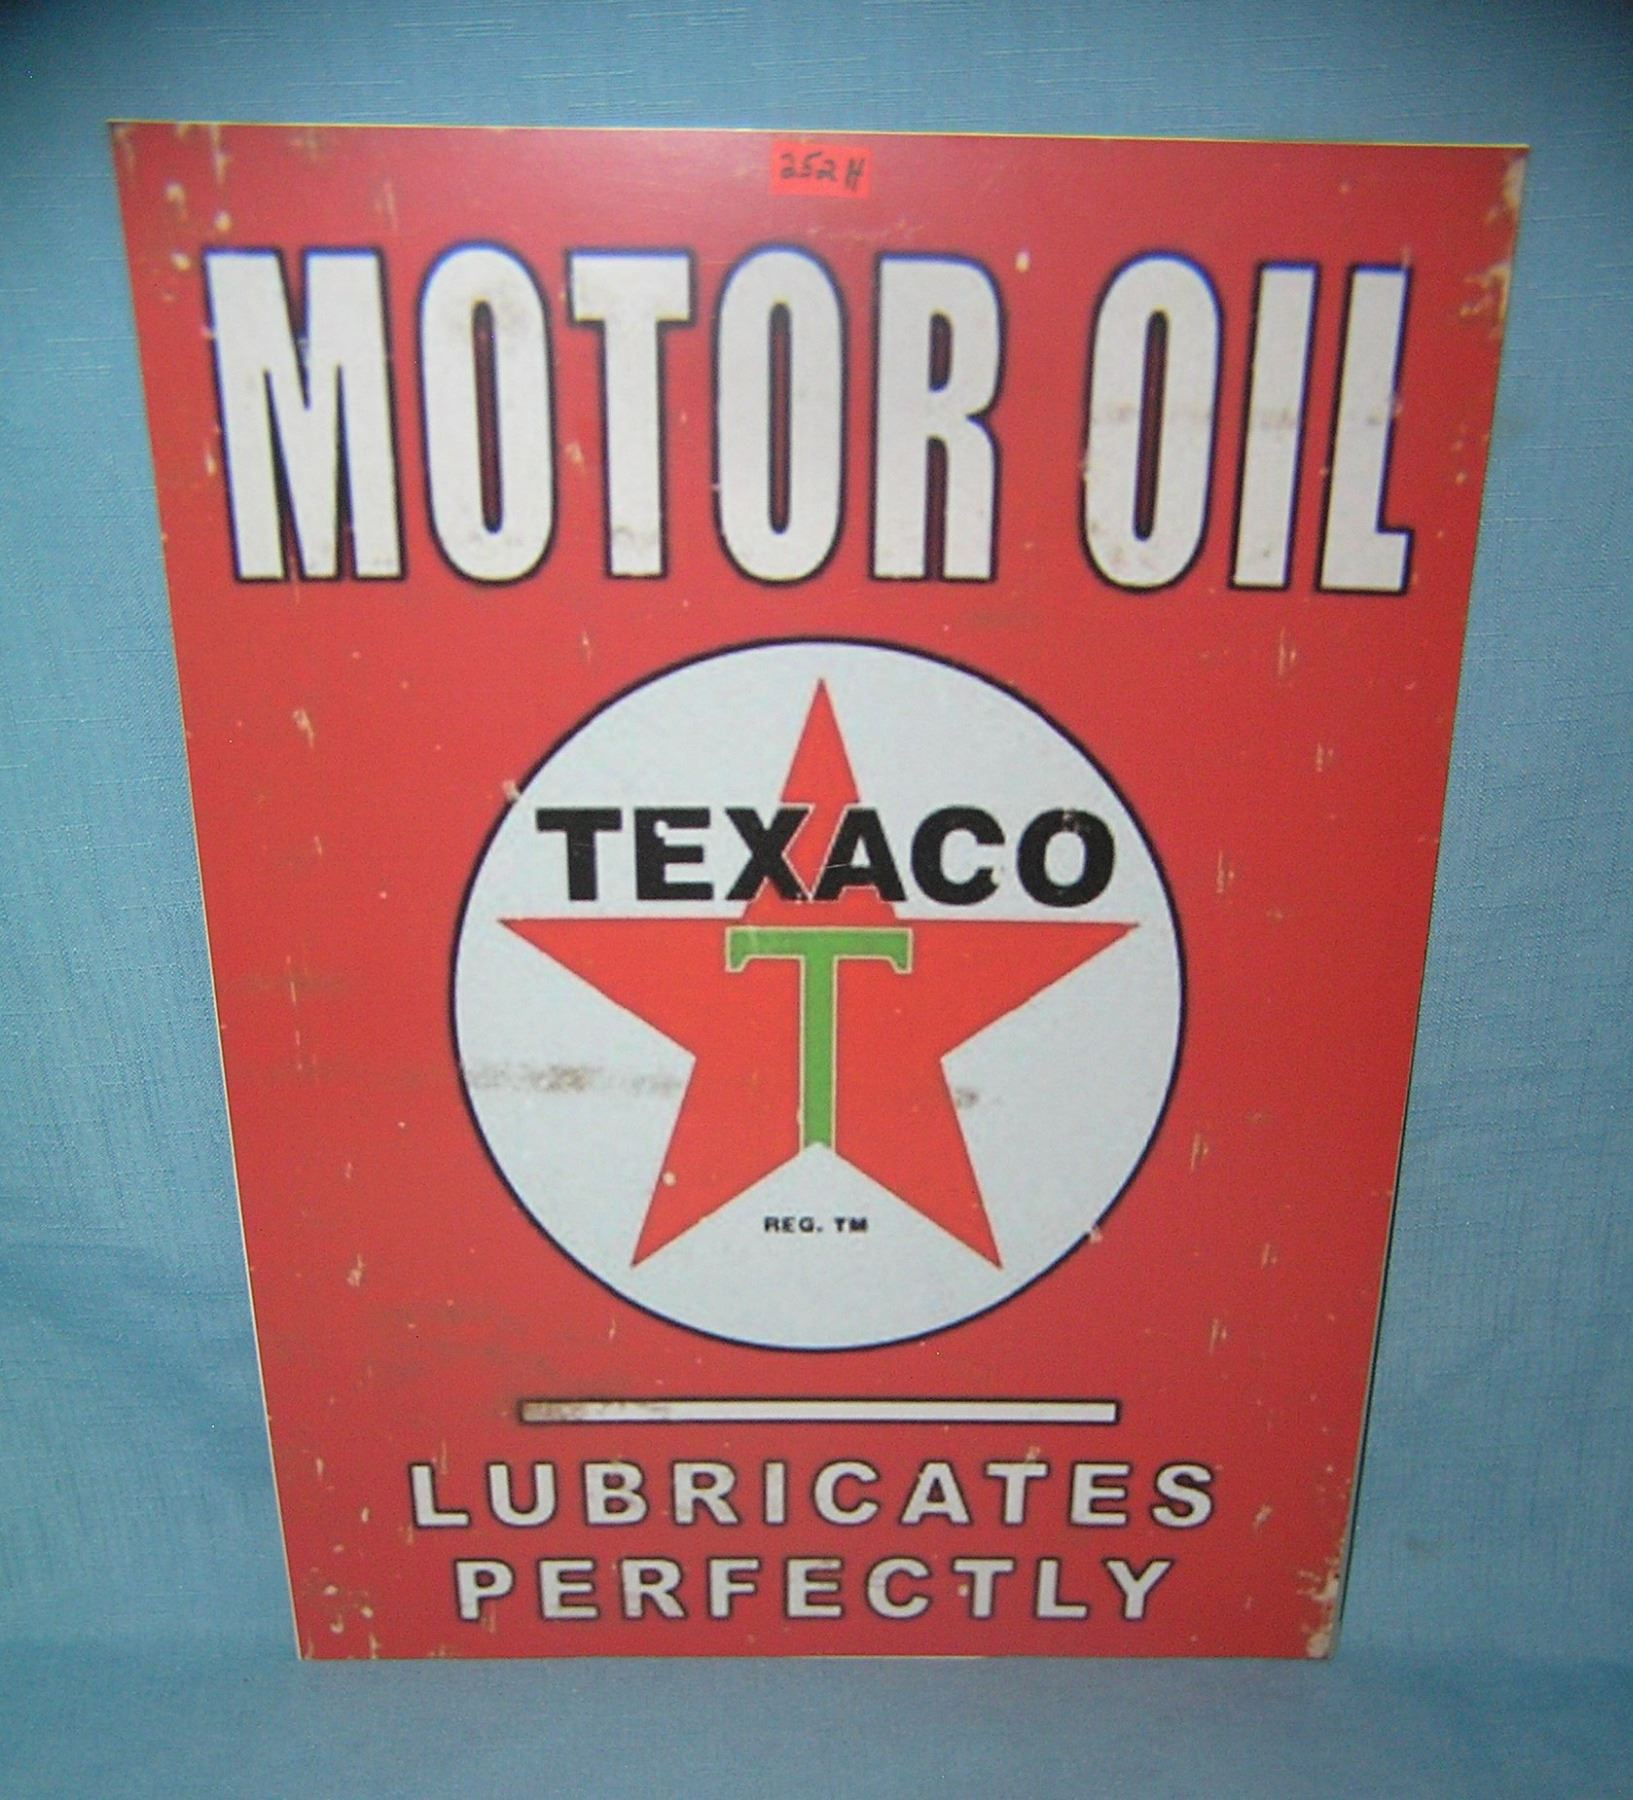 252H
MOTOR OIL
TEXACO
T
REG. TM
LUBRICATES
PERFECTLY